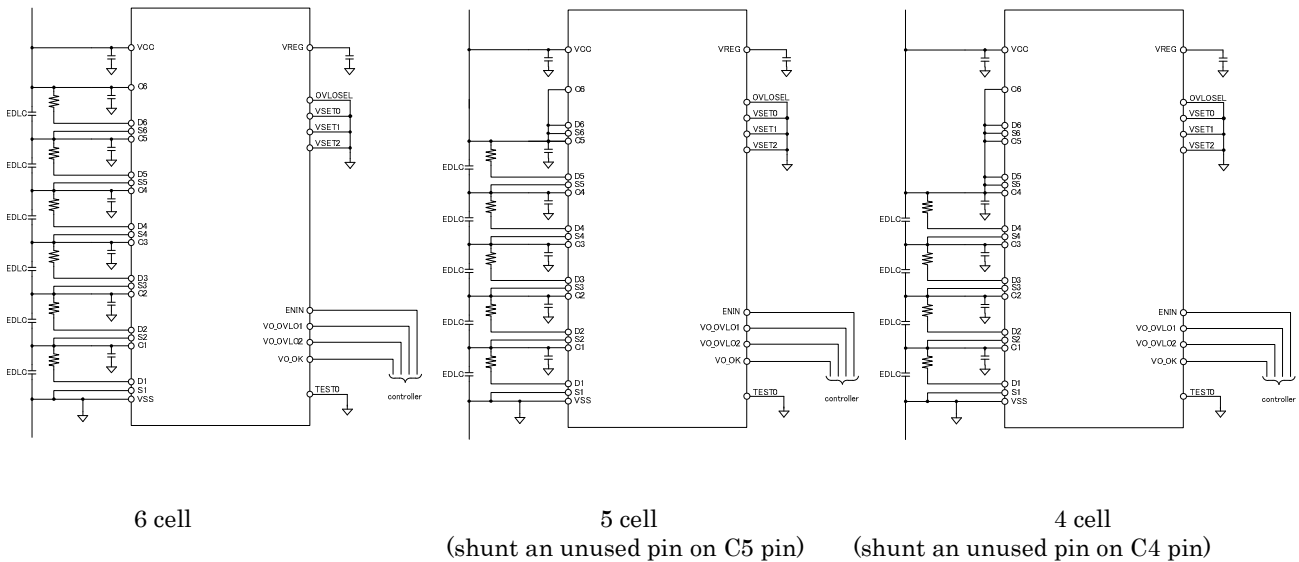 VCC
C6
D6
S6
C5
D5
S5
C4
D4
S4
C3
D3
S3
C2
D2
S2
C1
D1
S1
VSS
EDLC
EDLC
EDLC
EDLC
EDLC
EDLC
VREG
OVLOSEL
VSET0
VSET1
VSET2
ENIN
VO_OVLO1
VO_OVLO2
VO_OK
TEST0
controller
VCC
C6
D6
S6
C5
D5
S5
C4
D4
S4
C3
D3
S3
C2
D2
S2
C1
D1
S1
VSS
EDLC
EDLC
EDLC
EDLC
EDLC
VREG
OVLOSEL
VSET0
VSET1
VSET2
ENIN
VO_OVLO1
VO_OVLO2
VO_OK
TEST0
controller
VCC
C6
D6
S6
C5
D5
S5
C4
D4
S4
C3
D3
S3
C2
D2
S2
C1
D1
S1
VSS
EDLC
EDLC
EDLC
EDLC
VREG
OVLOSEL
VSET0
VSET1
VSET2
ENIN
VO_OVLO1
VO_OVLO2
VO_OK
TEST0
controller
6 cell
5 cell
(shunt an unused pin on C5 pin)
4 cell
(shunt an unused pin on C4 pin)